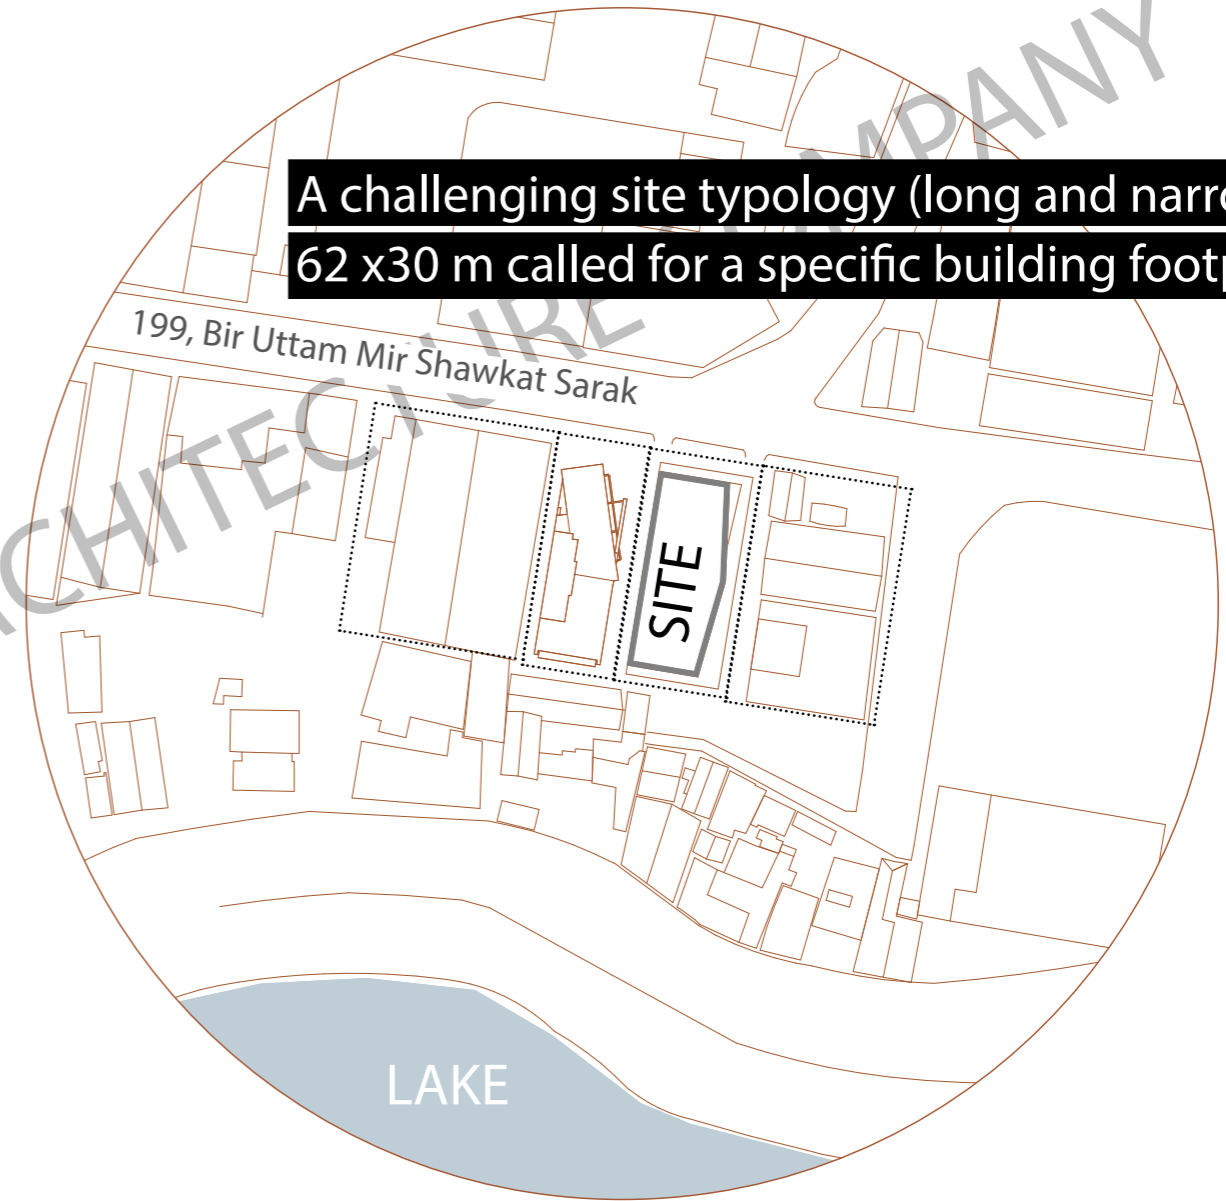 A challenging site typology (long and narro
62 x30 m called for a specific building foot
199, Bir Uttam Mir Shawkat Sarak
SITE
LAKE